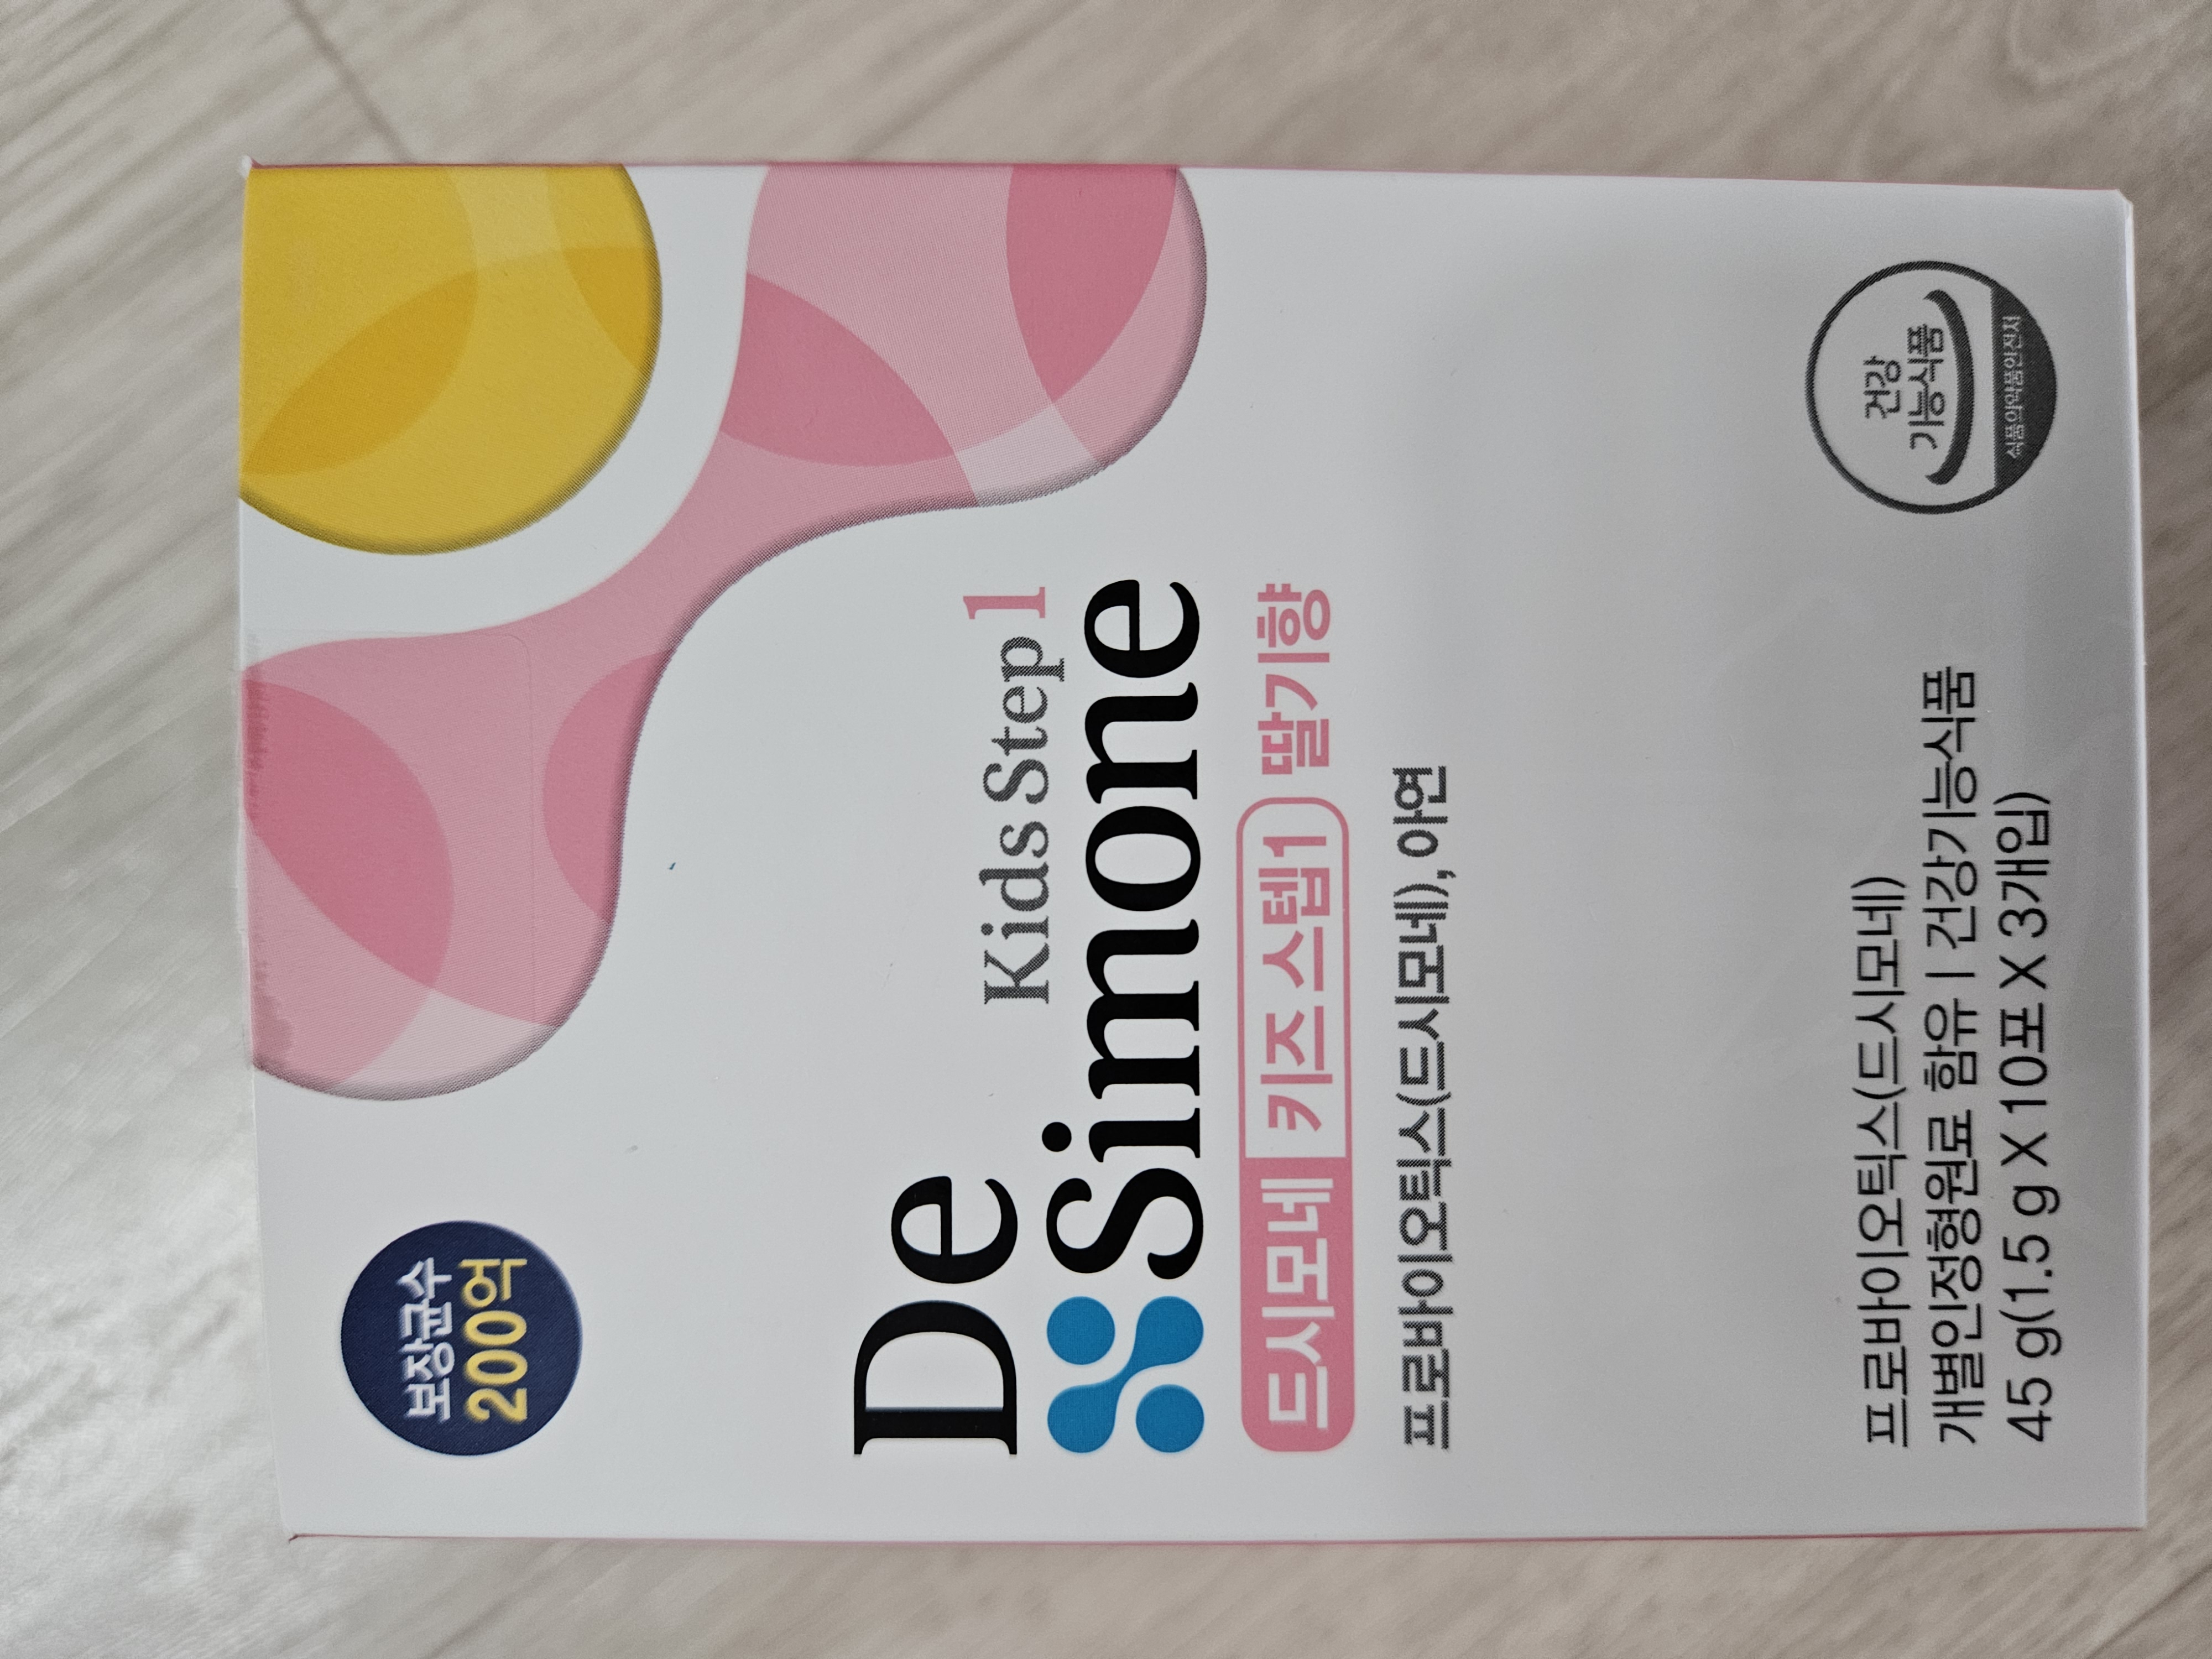 보장균수
200억
De
Kids Step 1
Simone
드시모네 키즈 스텝1 딸기향
프로바이오틱스(드시모네), 아연
프로바이오틱스(드시모네)
개별인정형원료 함유 | 건강기능식품
45 g(1.5 g X 10포 X 3개입)
건강
기능식품
식품의약품안전처